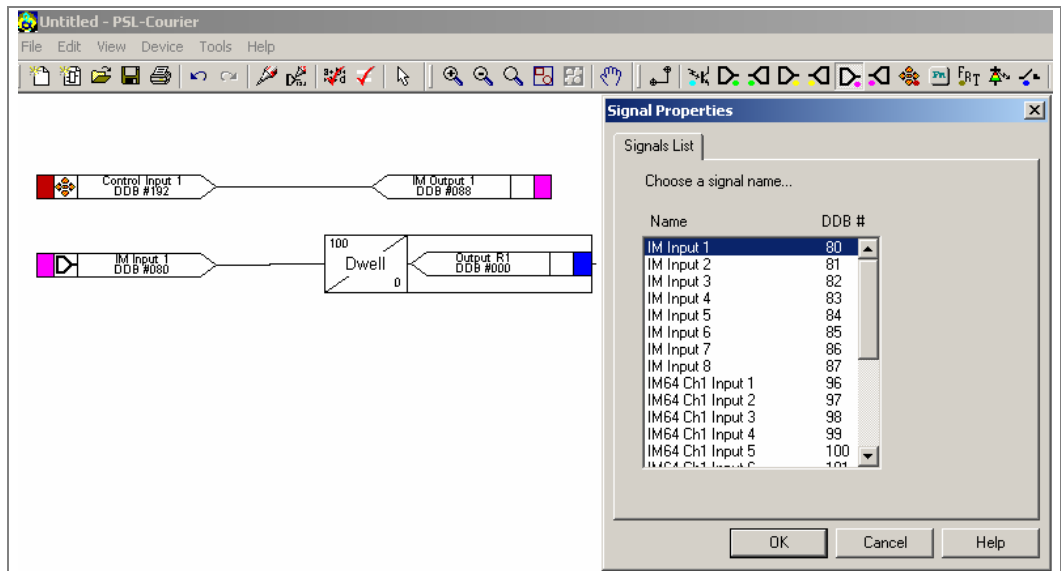 Untitled - PSL-Courier
File Edit View Device Tools Help
Signal Properties
Signals List
Choose a signal name...
Name DDB #
IM Input 1 80
IM Input 2 81
IM Input 3 82
IM Input 4 83
IM Input 5 84
IM Input 6 85
IM Input 7 86
IM Input 8 87
IM64 Ch1 Input 1 96
IM64 Ch1 Input 2 97
IM64 Ch1 Input 3 98
IM64 Ch1 Input 4 99
IM64 Ch1 Input 5 100
OK Cancel Help
Control Input 1
DDB #192
IM Output 1
DDB #088
IM Input 1
DDB #080
100
Dwell
0
Output R1
DDB #000